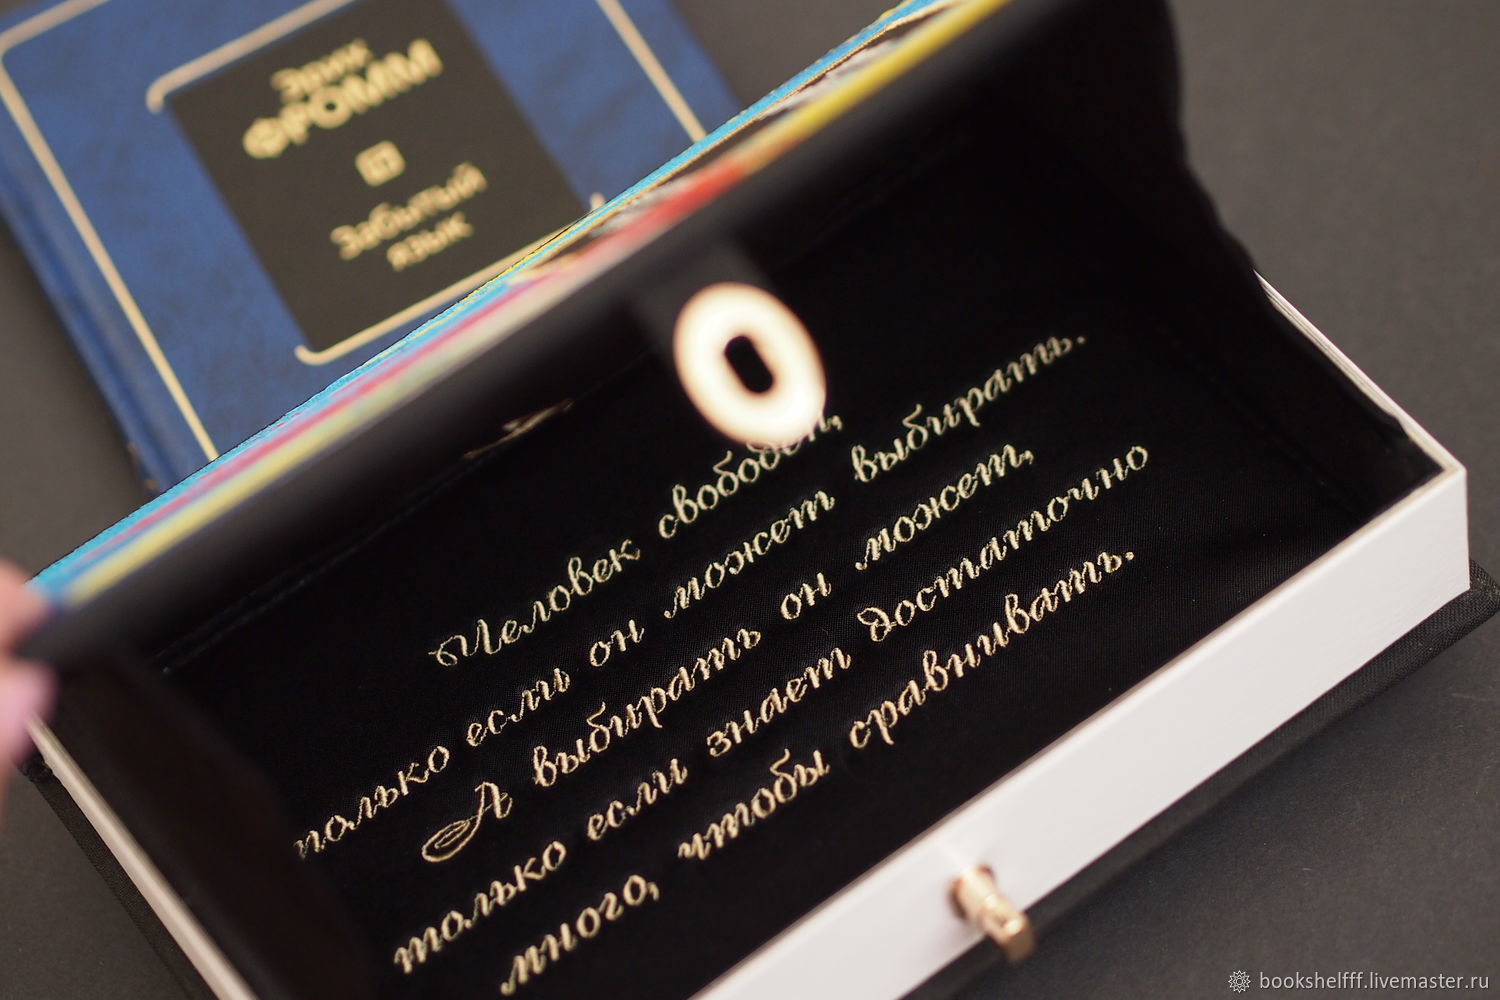 Эрих
ФРОММ
Забытый
язык
Человек свободен,
только если он может выбирать.
А выбирать он может,
только если знает достаточно
много, чтобы сравнивать.
bookshelfff.livemaster.ru